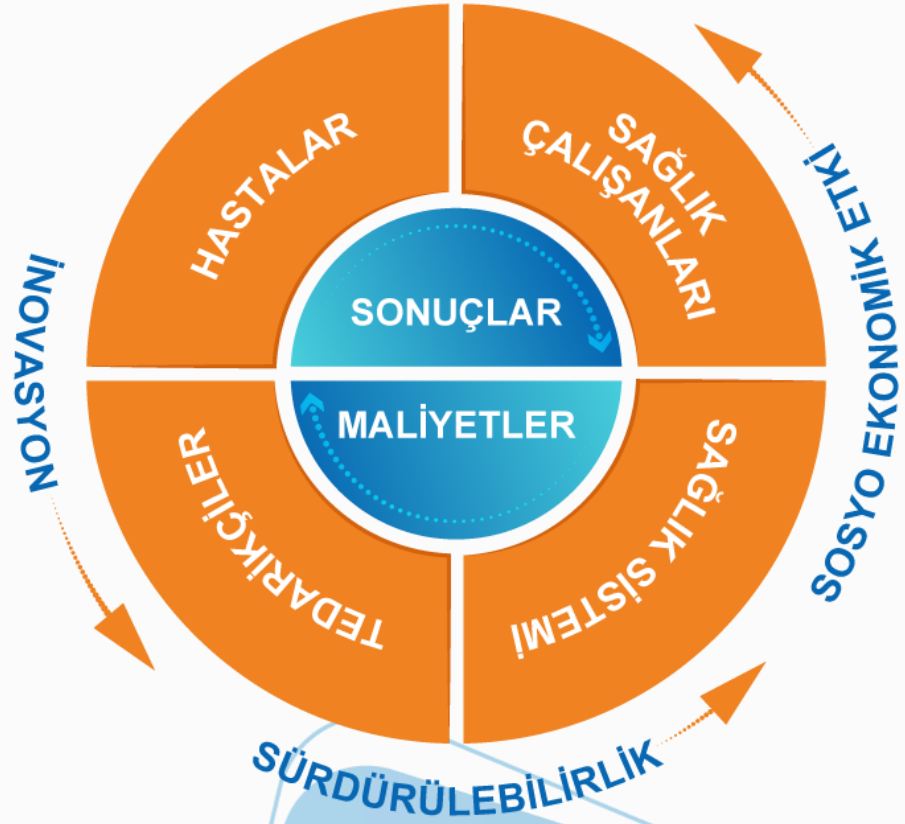 HASTALAR
SAĞLIK
ÇALIŞANLARI
SONUÇLAR
MALİYETLER
TEDARİKÇİLER
SAĞLIK SİSTEMİ
İNOVASYON
SÜRDÜRÜLEBİLİRLİK
SOSYO EKONOMİK ETKİ